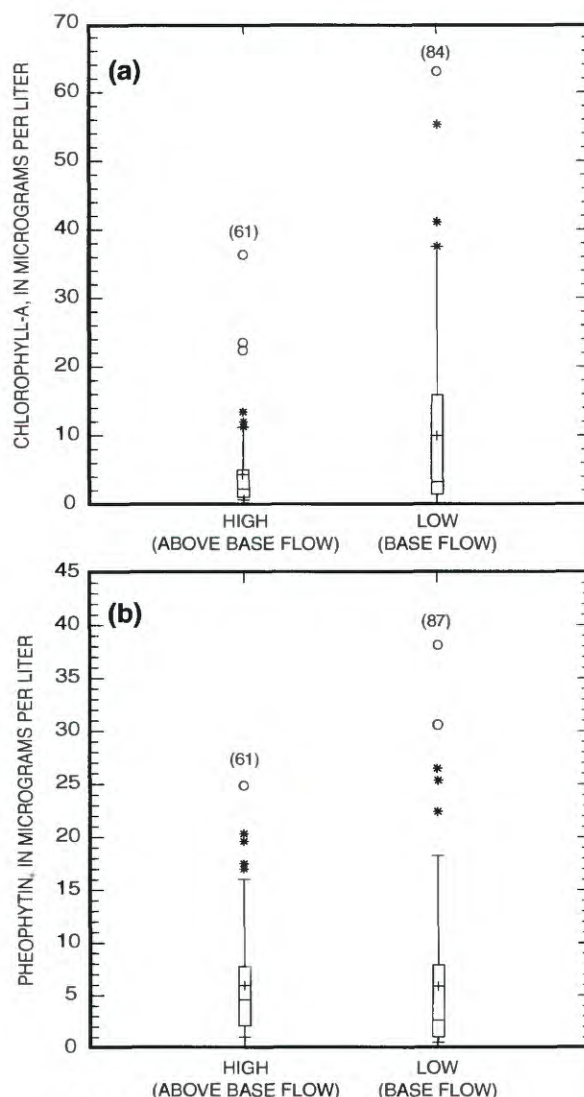 (a)
CHLOROPHYLL-A, IN MICROGRAMS PER LITER
70
60
50
40
30
20
10
0
(61)
(84)
HIGH
(ABOVE BASE FLOW)
LOW
(BASE FLOW)
(b)
PHEOPHYTIN, IN MICROGRAMS PER LITER
45
40
35
30
25
20
15
10
5
0
(61)
(87)
HIGH
(ABOVE BASE FLOW)
LOW
(BASE FLOW)